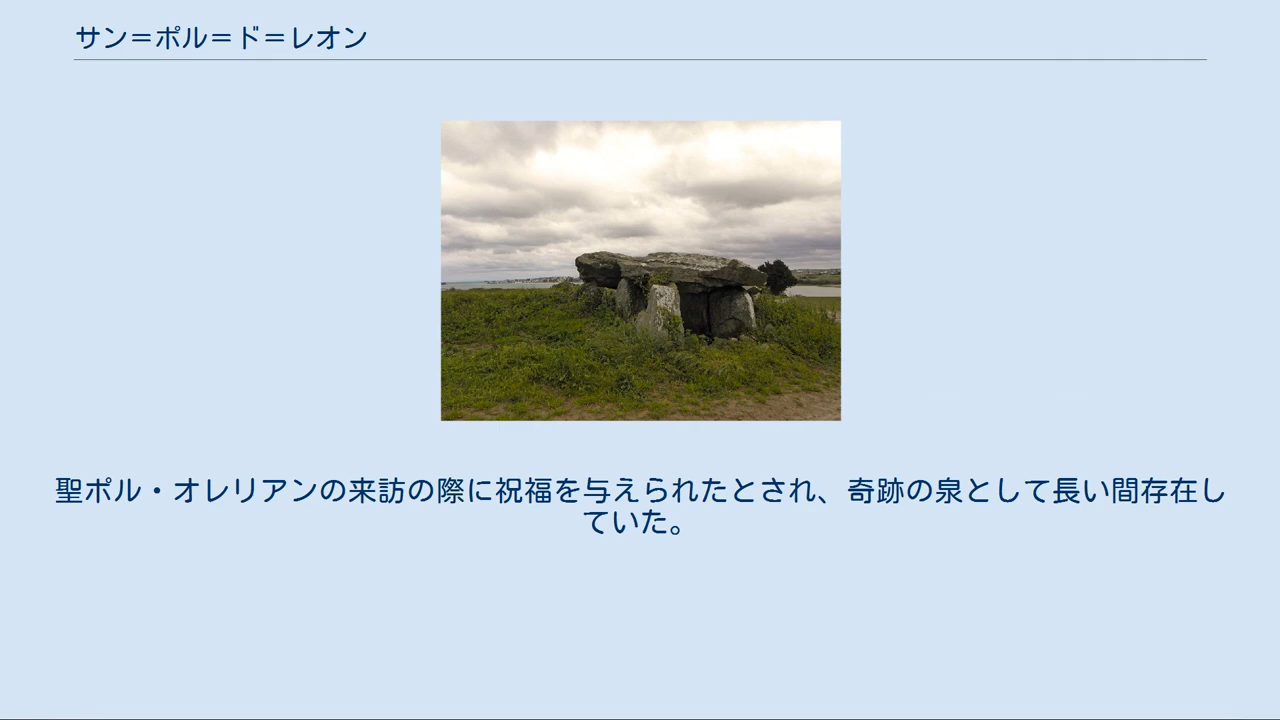 サン＝ポル＝ド＝レオン
聖ポル・オレリアンの来訪の際に祝福を与えられたとされ、奇跡の泉として長い間存在し
ていた。